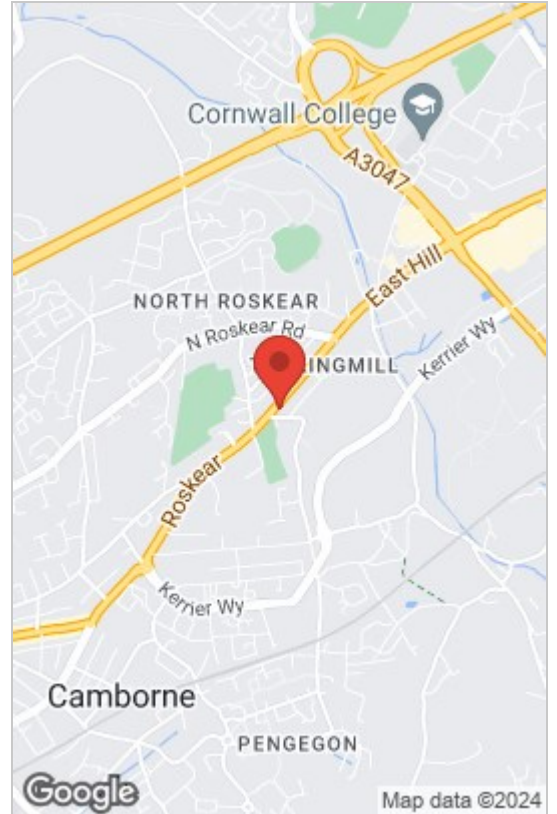 Cornwall College
A3047
East Hill
NORTH ROSKEAR
N Roskear Rd
INGMILL
Kerrier Wy
Roskear
Kerrier Wy
Camborne
PENGEGON
Google
Map data ©2024